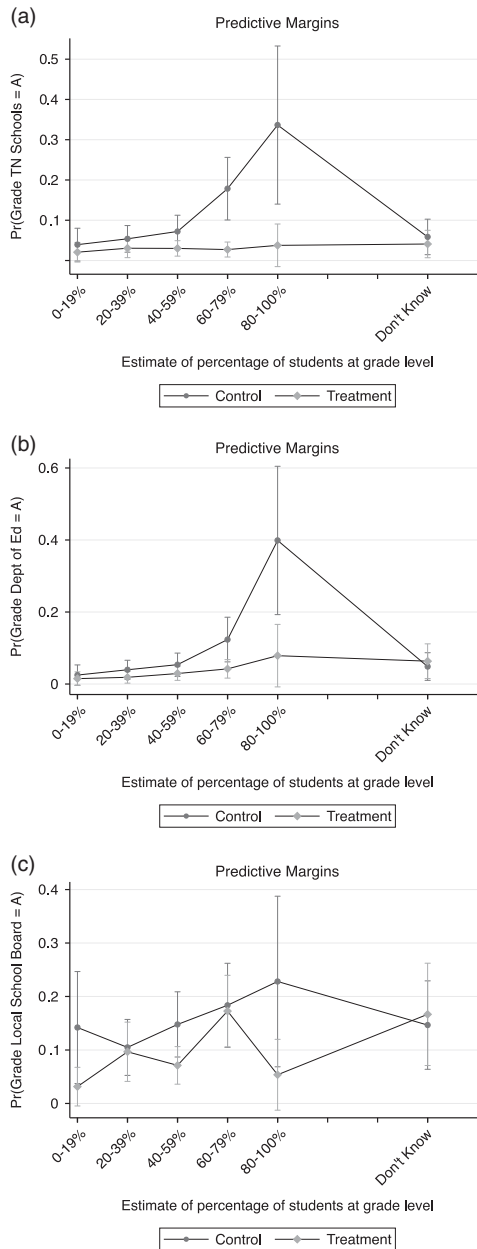 (a)
Predictive Margins
Pr(Grade TN Schools = A)
0.5
0.4
0.3
0.2
0.1
0-19%
20-39%
40-59%
60-79%
80-100%
Don't Know
Estimate of percentage of students at grade level
Control
Treatment
(b)
Predictive Margins
Pr(Grade Dept of Ed = A)
0.6
0.4
0.2
0
0-19%
20-39%
40-59%
60-79%
80-100%
Don't Know
Estimate of percentage of students at grade level
Control
Treatment
(c)
Predictive Margins
Pr(Grade Local School Board = A)
0.4
0.3
0.2
0.1
0
0-19%
20-39%
40-59%
60-79%
80-100%
Don't Know
Estimate of percentage of students at grade level
Control
Treatment